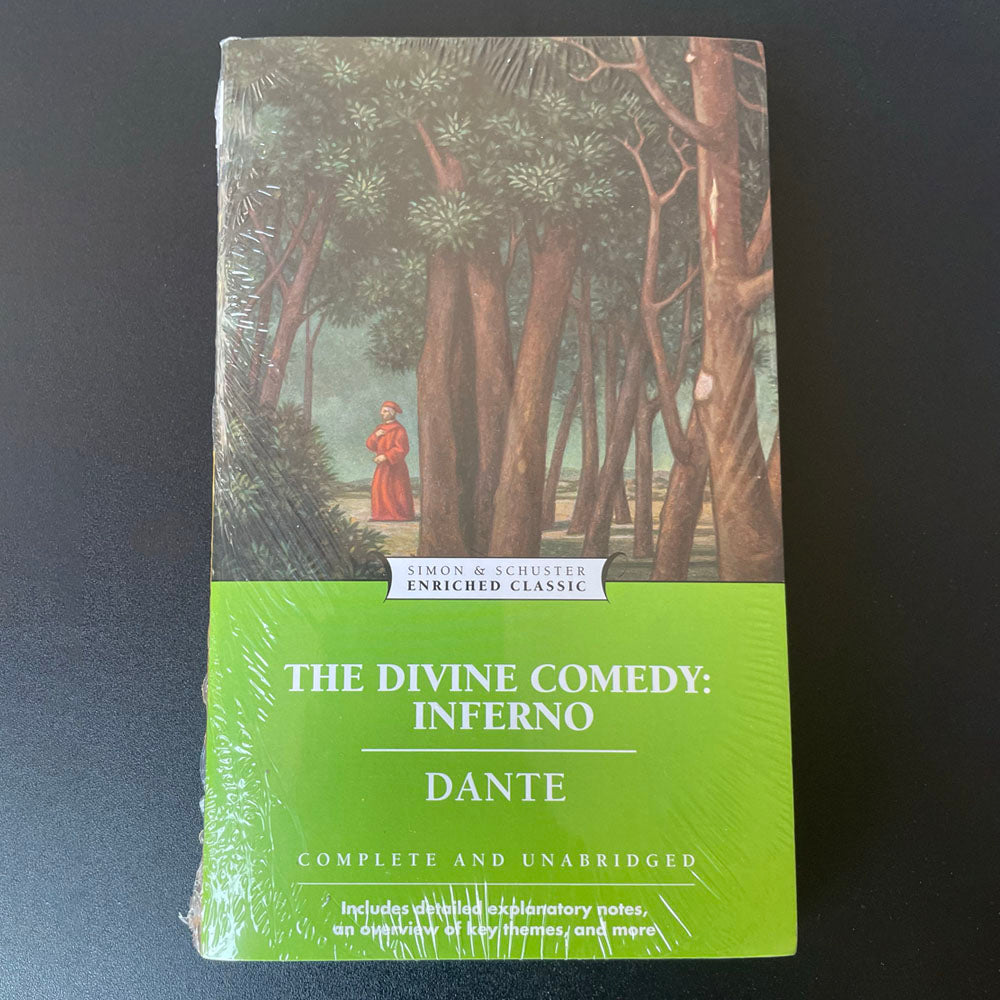 SIMON & SCHUSTER
ENRICHED CLASSIC
THE DIVINE COMEDY:
INFERNO
DANTE
COMPLETE AND UNABRIDGED
Includes detailed explanatory notes,
an overview of key themes, and more